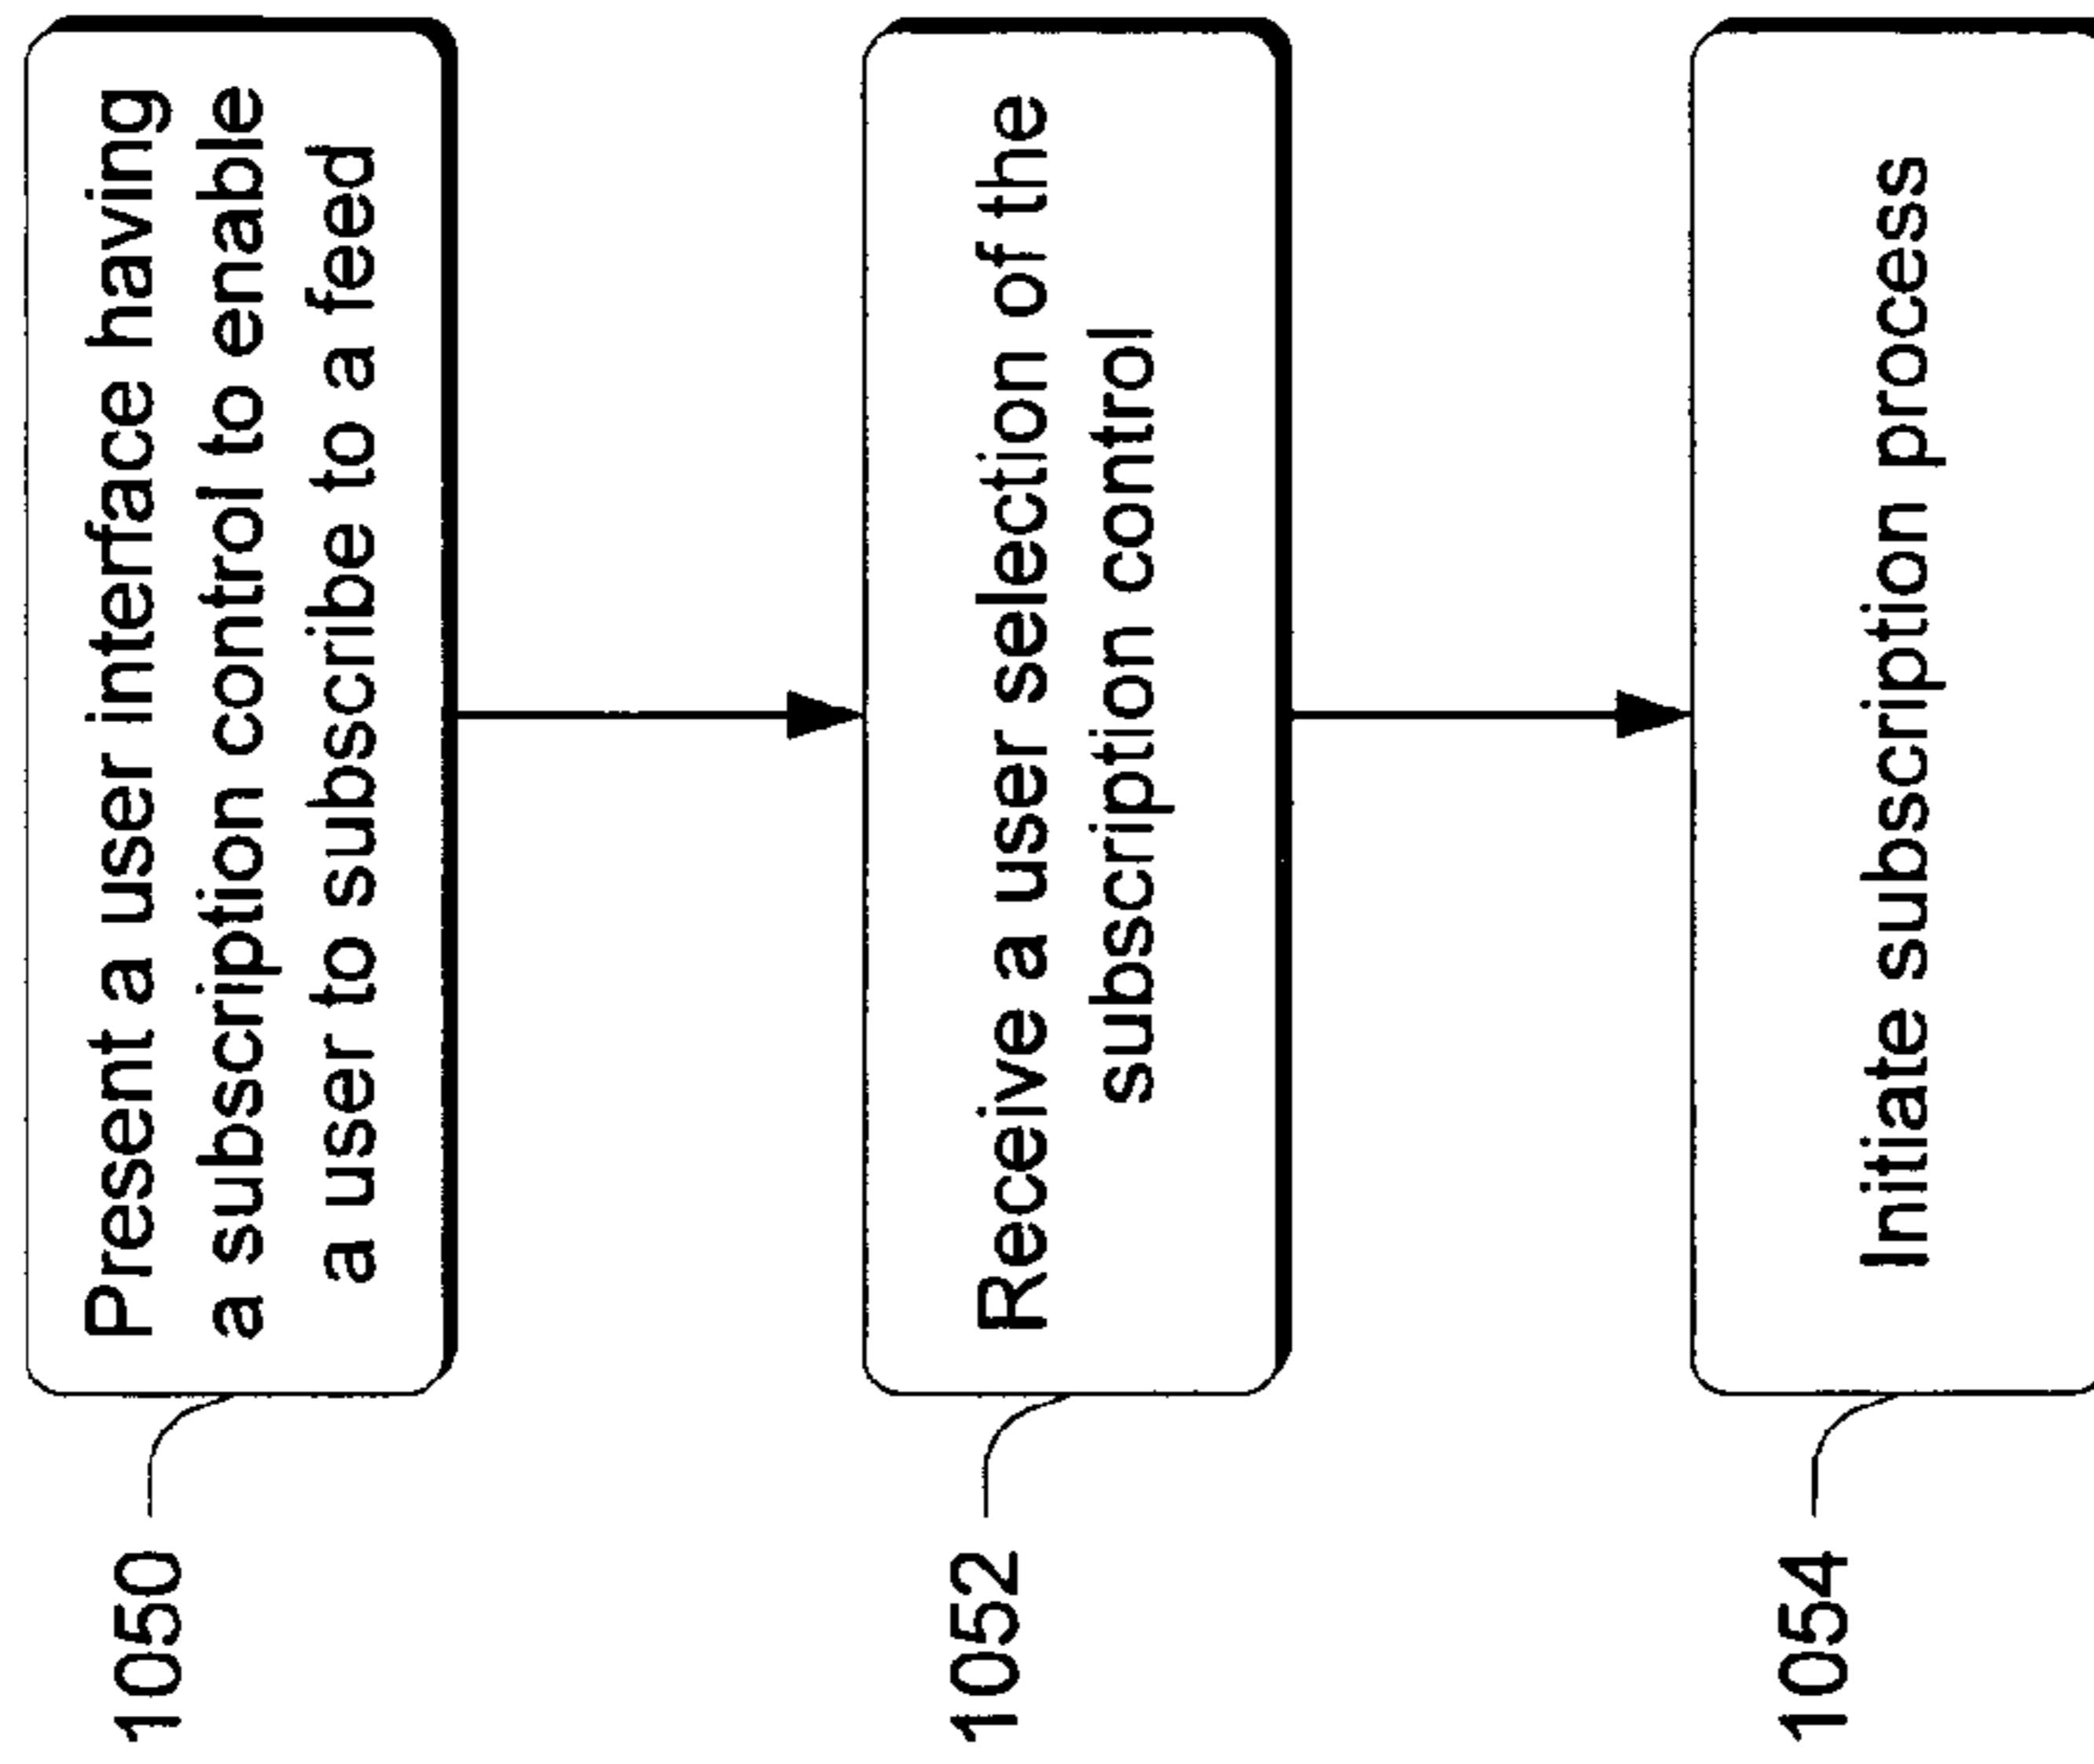 1050
Present a user interface having
a subscription control to enable
a user to subscribe to a feed
1052
Receive a user selection of the
subscription control
1054
Initiate subscription process